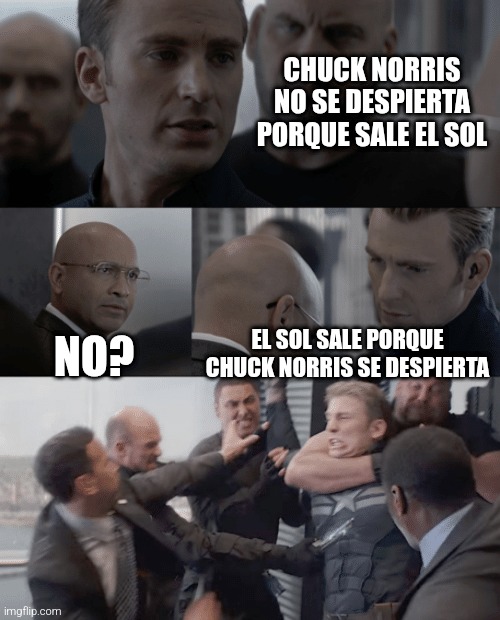 CHUCK NORRIS
NO SE DESPIERTA
PORQUE SALE EL SOL
NO?
EL SOL SALE PORQUE
CHUCK NORRIS SE DESPIERTA
imgflip.com